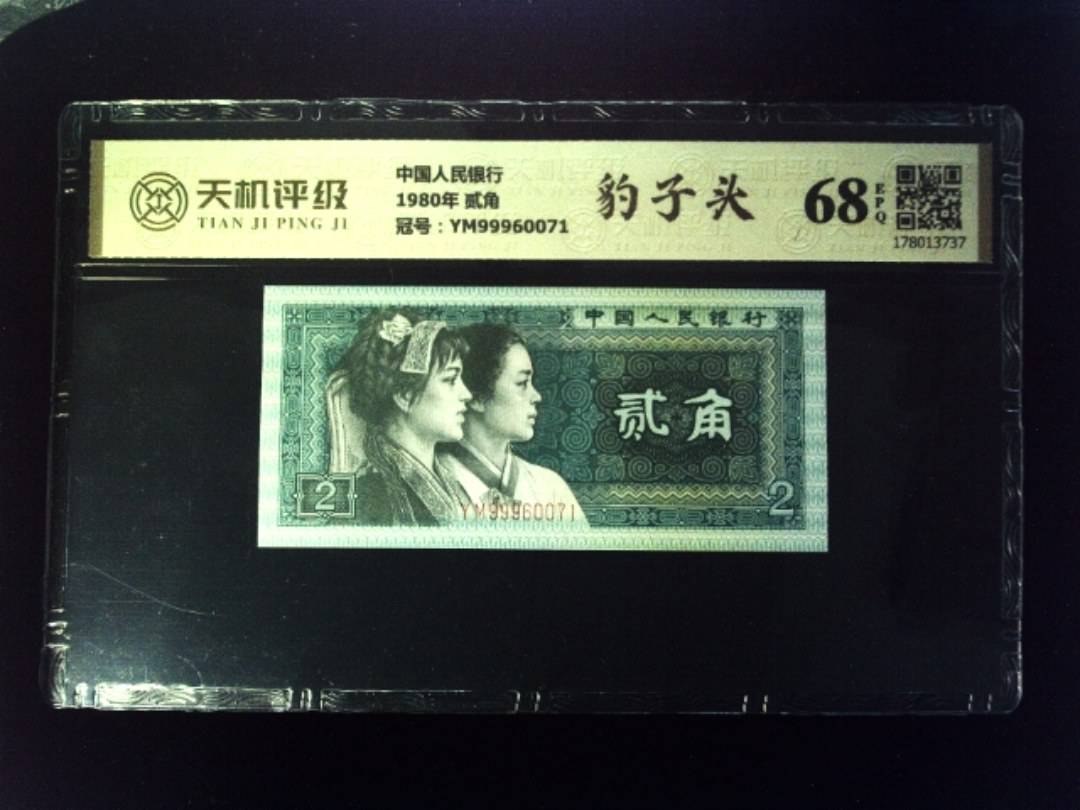 天机评级
TIAN JI PING JI
中国人民银行
1980年 贰角
冠号：YM99960071
豹子头
68
EPQ
178013737
中国人民银行
贰角
2
2
YM99960071